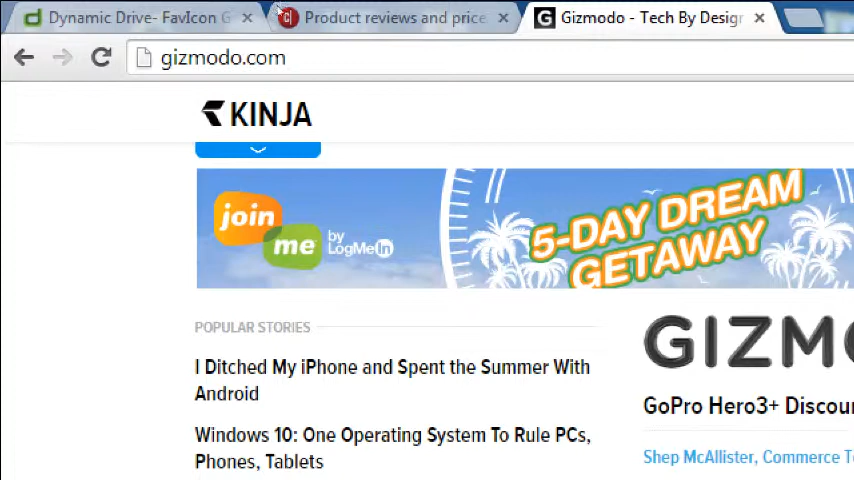 Dynamic Drive- FavIcon G
Product reviews and price
Gizmodo - Tech By Design
gizmodo.com
KINJA
join
me
by
LogMeIn
5-DAY DREAM
GETAWAY
POPULAR STORIES
I Ditched My iPhone and Spent the Summer With
Android
Windows 10: One Operating System To Rule PCs,
Phones, Tablets
GIZMO
GoPro Hero3+ Discou
Shep McAllister, Commerce T